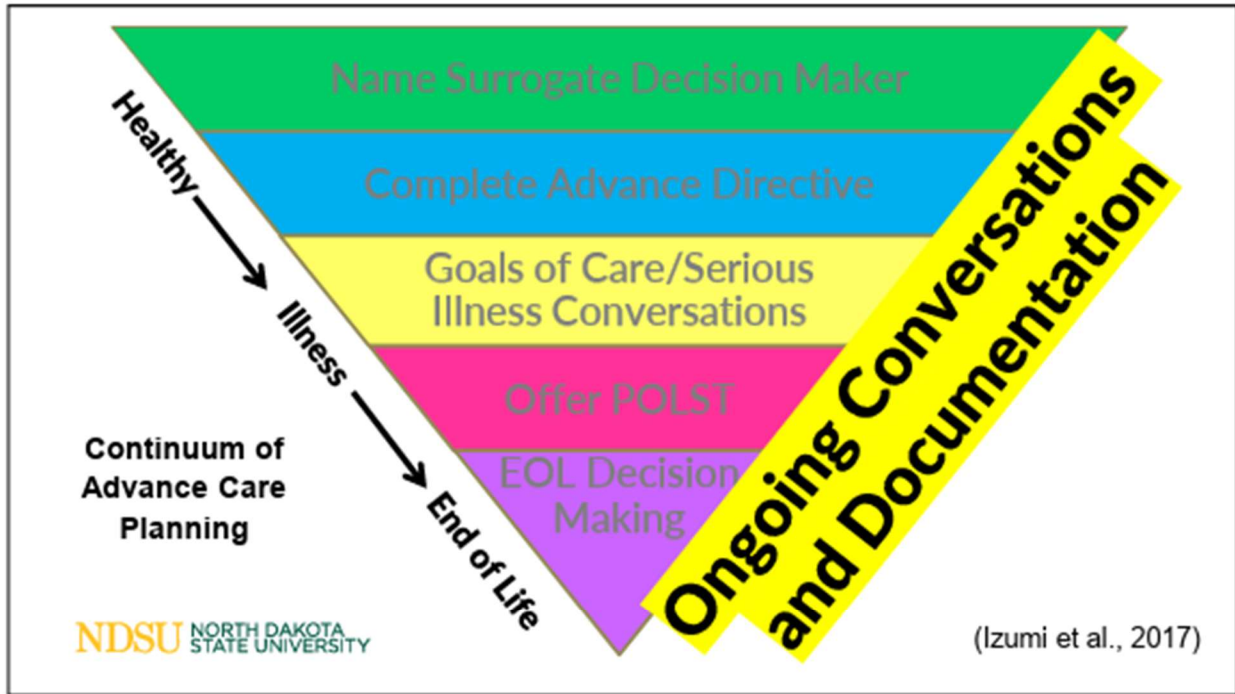 Name Surrogate Decision Maker
Complete Advance Directive
Goals of Care/Serious
Illness Conversations
Offer POLST
EOL Decision
Making
Healthy
Illness
End of Life
Ongoing Conversations
and Documentation
Continuum of
Advance Care
Planning
NDSU NORTH DAKOTA
STATE UNIVERSITY
(Izumi et al., 2017)